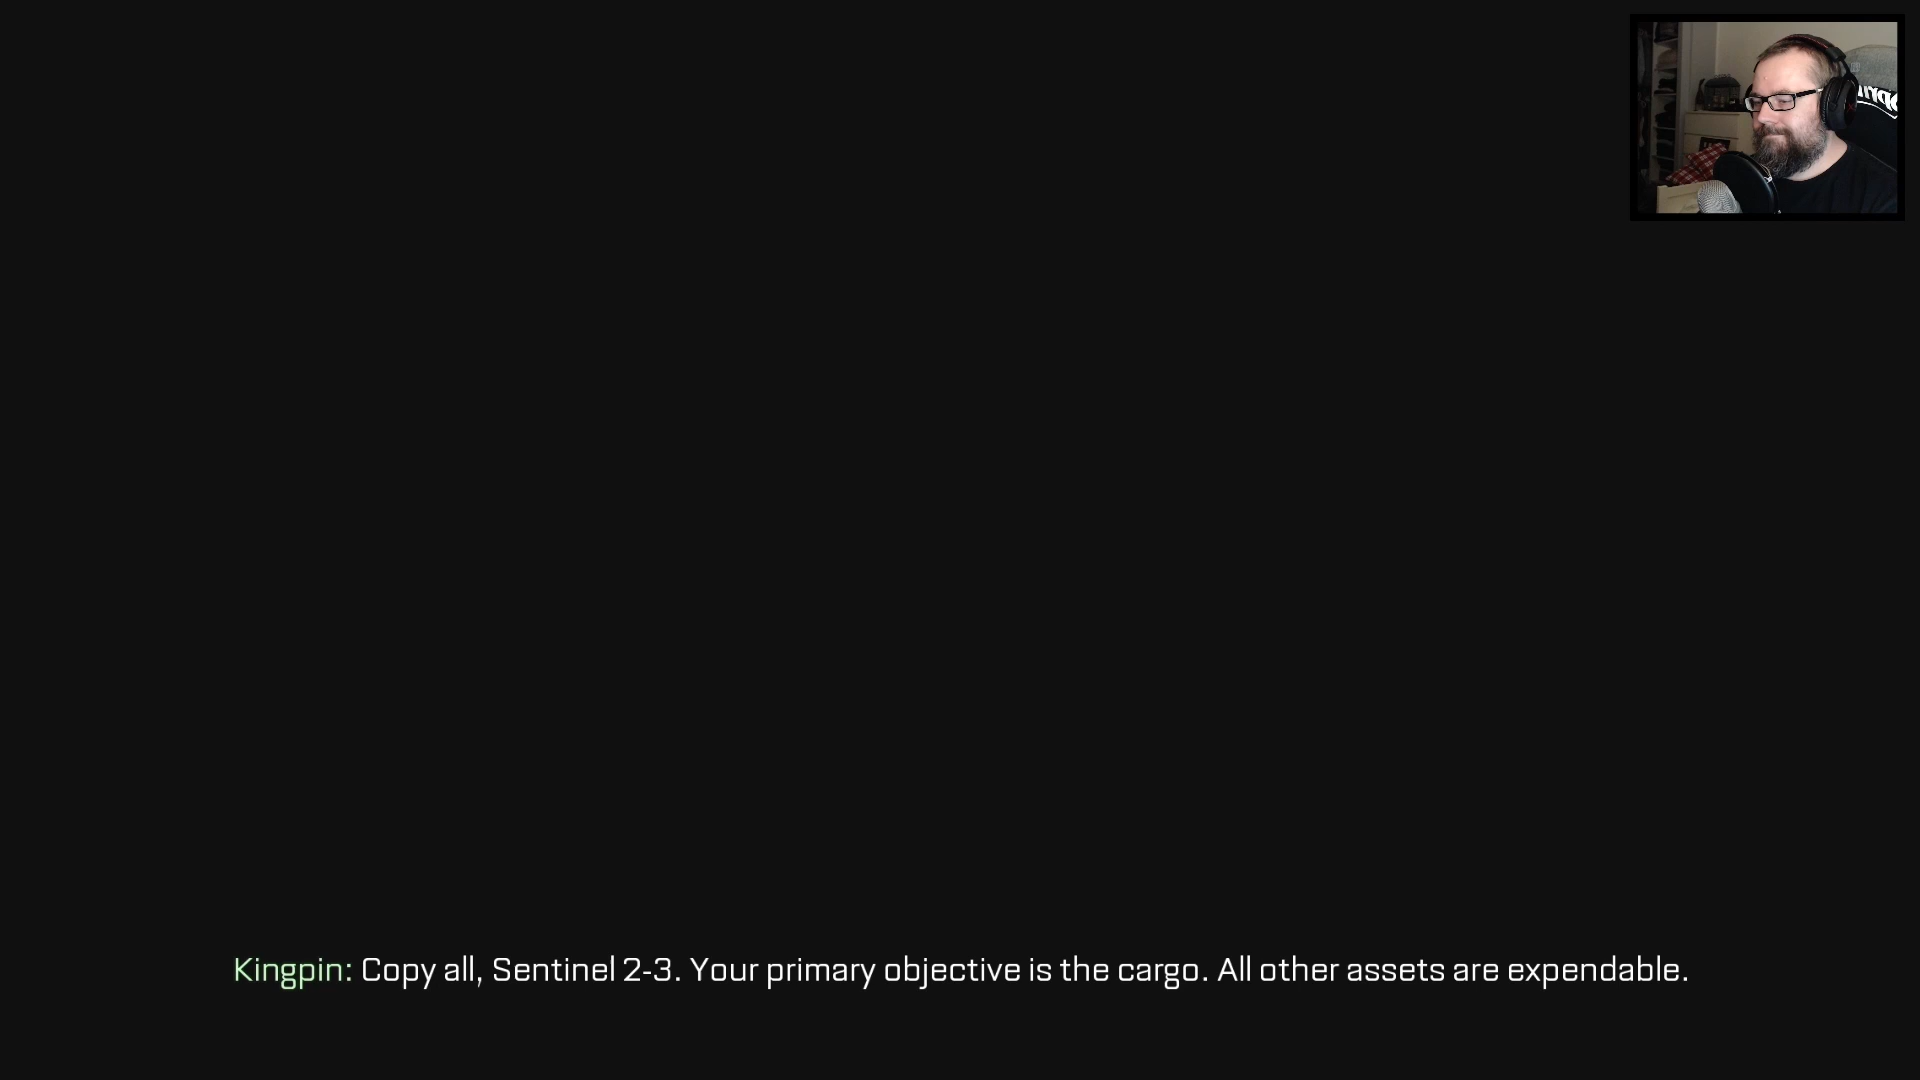 Kingpin: Copy all, Sentinel 2-3. Your primary objective is the cargo. All other assets are expendable.